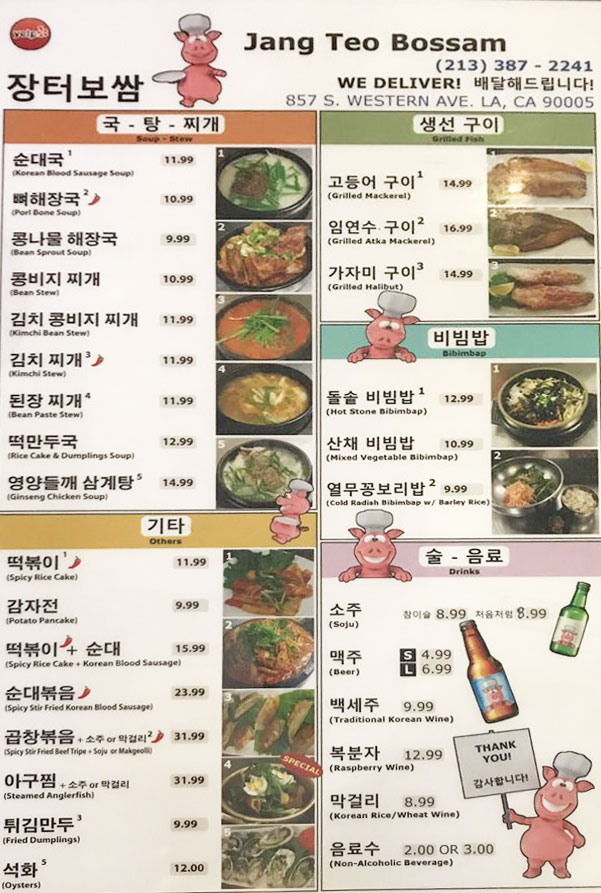 yelp
Jang Teo Bossam
장터보쌈
(213) 387 - 2241
WE DELIVER! 배달해드립니다!
857 S. WESTERN AVE. LA, CA 90005
국 - 탕 - 찌개
Soup - Stew
순대국 1 11.99
(Korean Blood Sausage Soup)
뼈해장국 2 10.99
(Porl Bone Soup)
콩나물 해장국 9.99
(Bean Sprout Soup)
콩비지 찌개 10.99
(Bean Stew)
김치 콩비지 찌개 11.99
(Kimchi Bean Stew)
김치 찌개 3 11.99
(Kimchi Stew)
된장 찌개 4 11.99
(Bean Paste Stew)
떡만두국 12.99
(Rice Cake & Dumplings Soup)
영양들깨 삼계탕 5 14.99
(Ginseng Chicken Soup)
1
2
3
4
5
기타
Others
떡볶이 1 11.99
(Spicy Rice Cake)
감자전 9.99
(Potato Pancake)
떡볶이 + 순대 15.99
(Spicy Rice Cake + Korean Blood Sausage)
순대볶음 23.99
(Spicy Stir Fried Korean Blood Sausage)
곱창볶음 + 소주 or 막걸리 2 31.99
(Spicy Stir Fried Beef Tripe + Soju or Makgeolli)
아구찜 + 소주 or 막걸리 31.99
(Steamed Anglerfish)
튀김만두 3 9.99
(Fried Dumplings)
석화 5 12.00
(Oysters)
1
2
3
SPECIAL
4
5
생선 구이
Grilled Fish
고등어 구이 1 14.99
(Grilled Mackerel)
임연수 구이 2 16.99
(Grilled Atka Mackerel)
가자미 구이 3 14.99
(Grilled Halibut)
1
2
3
비빔밥
Bibimbap
돌솥 비빔밥 1 12.99
(Hot Stone Bibimbap)
산채 비빔밥 10.99
(Mixed Vegetable Bibimbap)
열무꽁보리밥 2 9.99
(Cold Radish Bibimbap w/ Barley Rice)
1
2
술 - 음료
Drinks
소주 참이슬 8.99 처음처럼 8.99
(Soju)
맥주 S 4.99
(Beer) L 6.99
백세주 9.99
(Traditional Korean Wine)
복분자 12.99
(Raspberry Wine)
막걸리 8.99
(Korean Rice/Wheat Wine)
음료수 2.00 OR 3.00
(Non-Alcoholic Beverage)
THANK
YOU!
감사합니다!